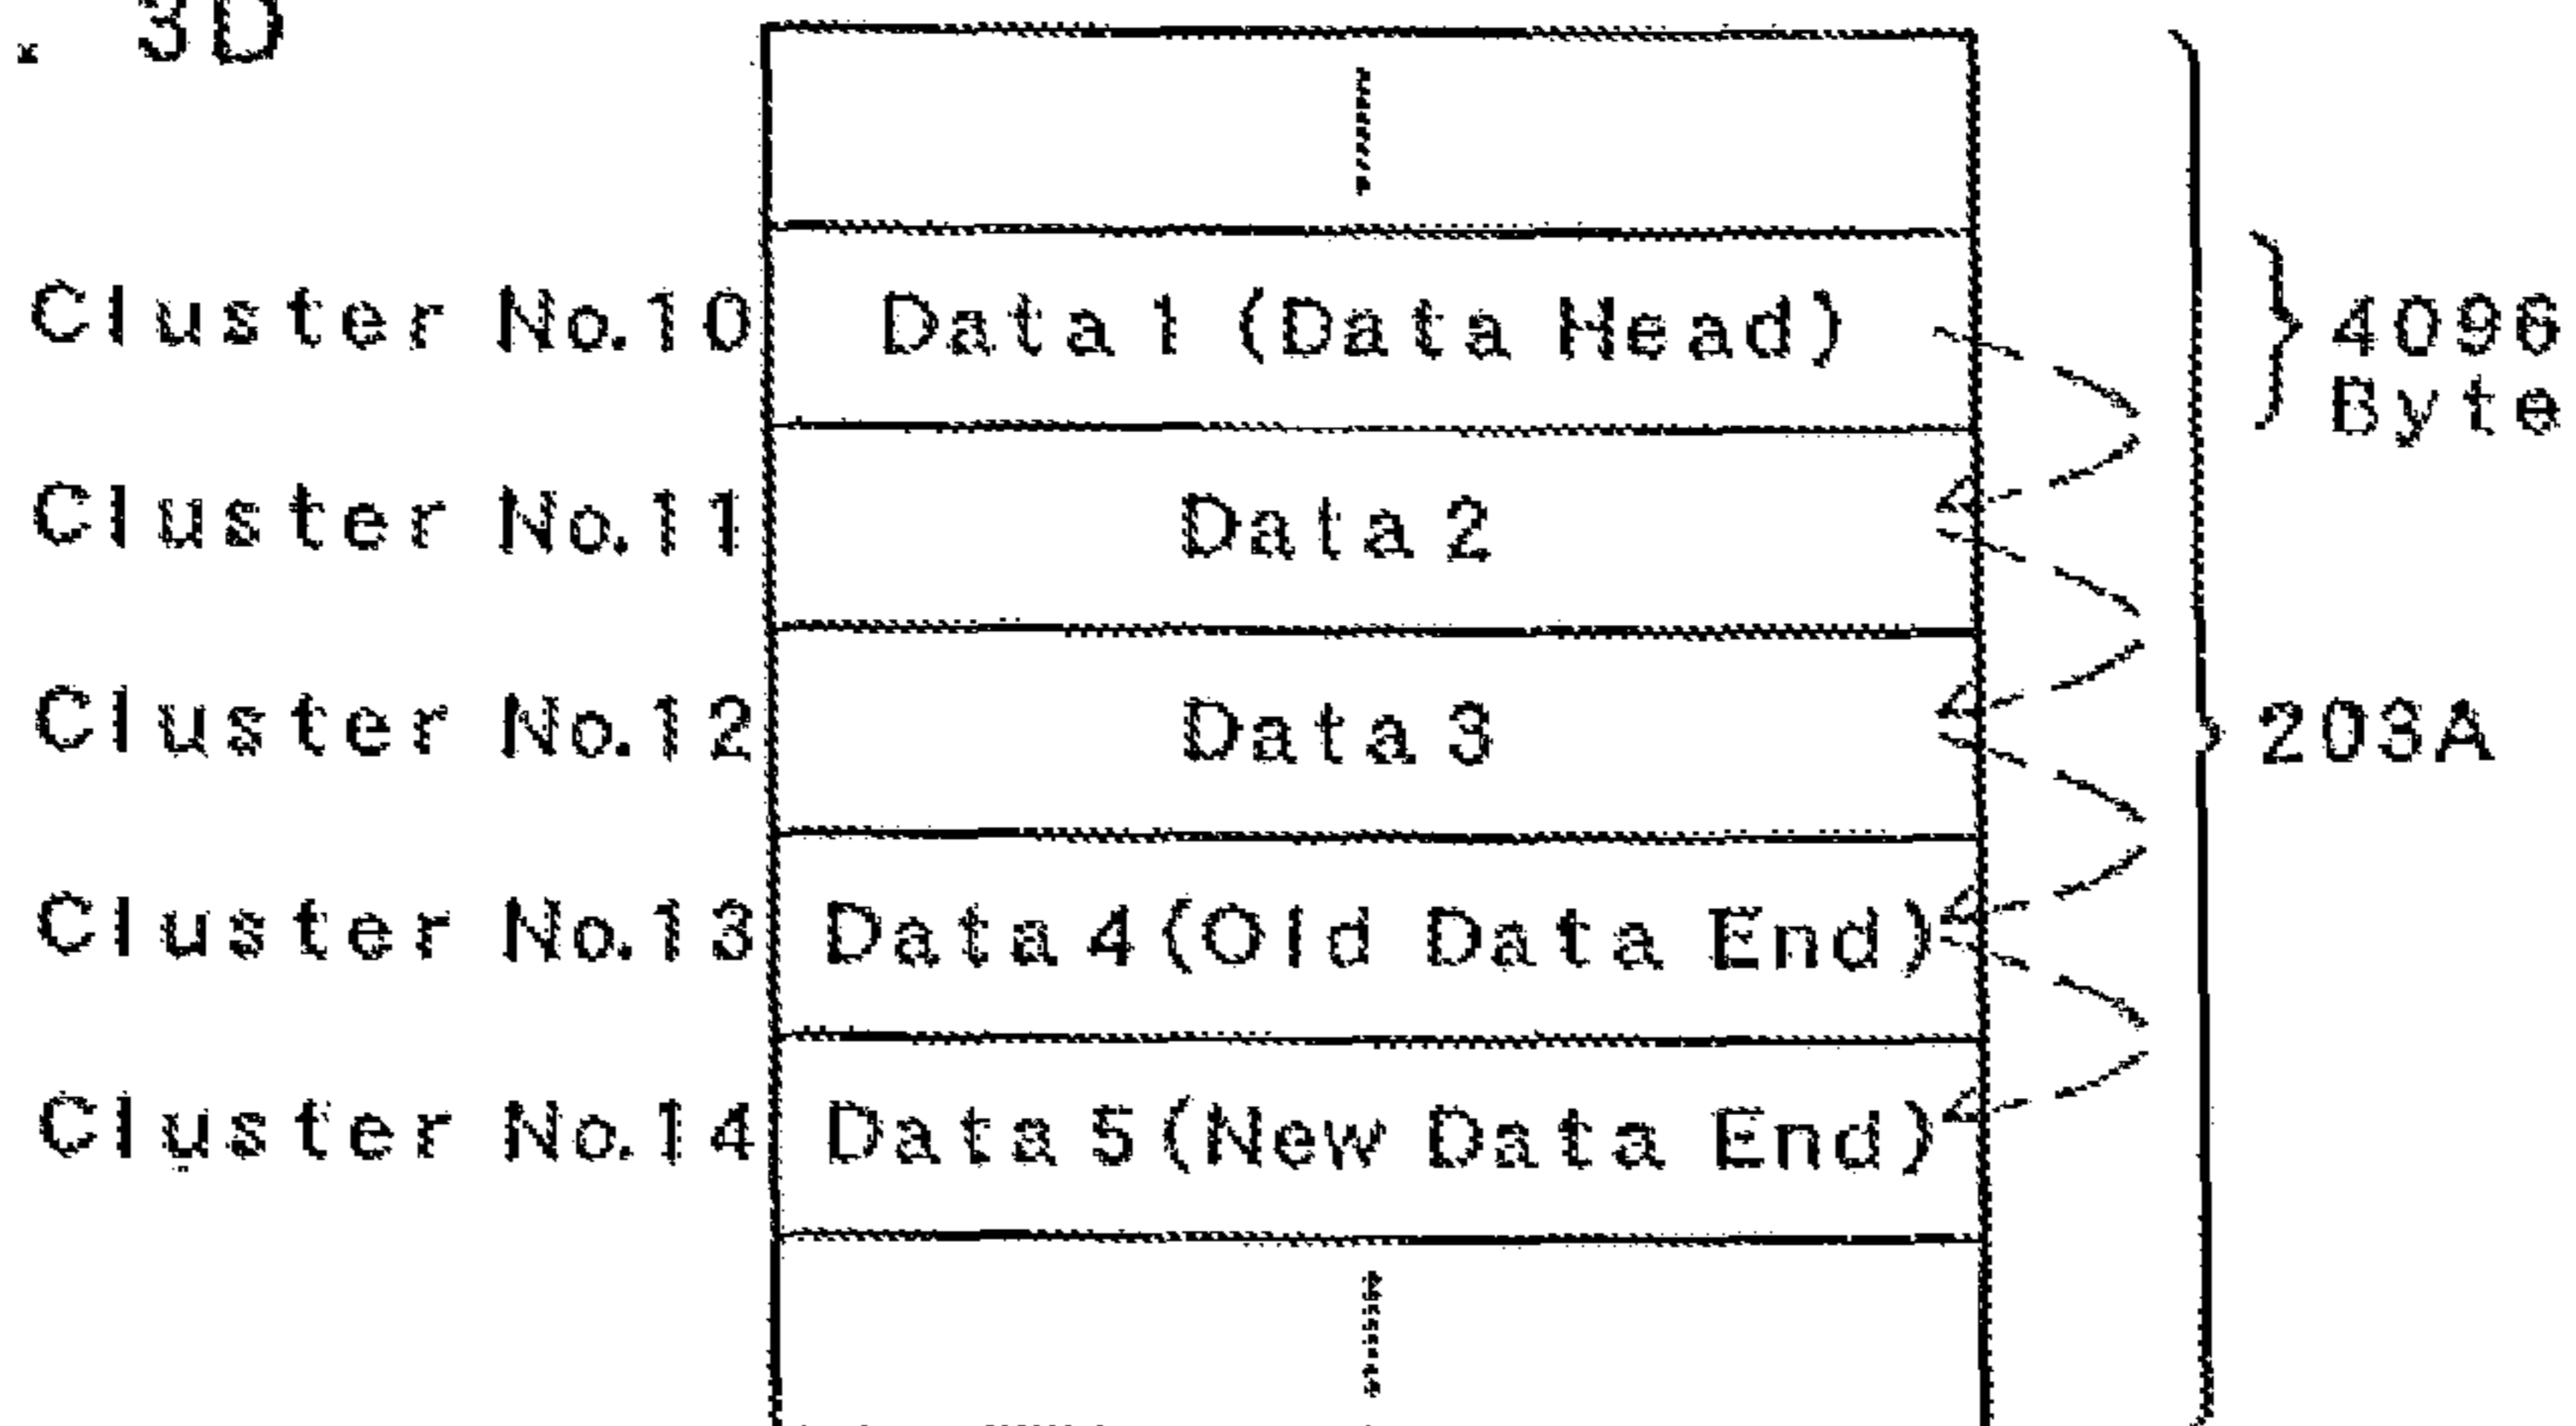 . 3D
Cluster No.10 Data 1 (Data Head) 4096
Byte
Cluster No.11 Data 2
Cluster No.12 Data 3 203A
Cluster No.13 Data 4 (Old Data End)
Cluster No.14 Data 5 (New Data End)